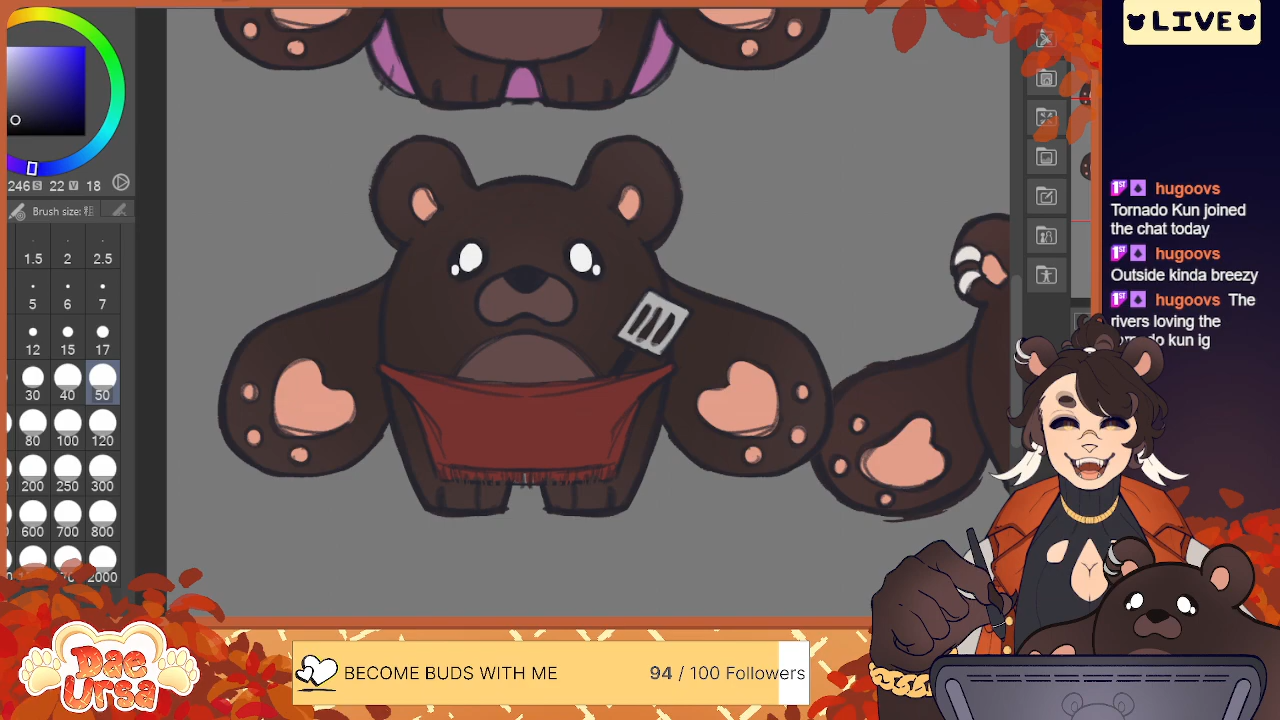 LIVE
246 S 22 V 18
Brush size:
1.5 2 2.5
5 6 7
12 15 17
30 40 50
80 100 120
200 250 300
600 700 800
2000
hugoovs
Tornado Kun joined
the chat today
hugoovs
Outside kinda breezy
hugoovs The
rivers loving the
kun ig
Dae
Ursa
BECOME BUDS WITH ME
94 / 100 Followers